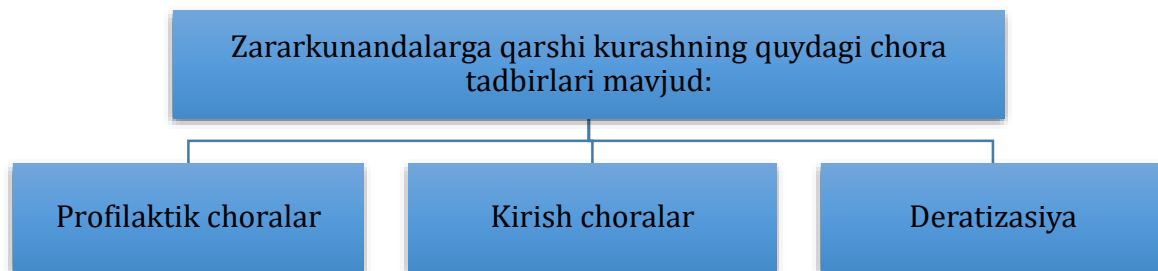 Zararkunandalarga qarshi kurashning quydagi chora
tadbirlari mavjud:
Profilaktik choralar
Kirish choralar
Deratizasiya